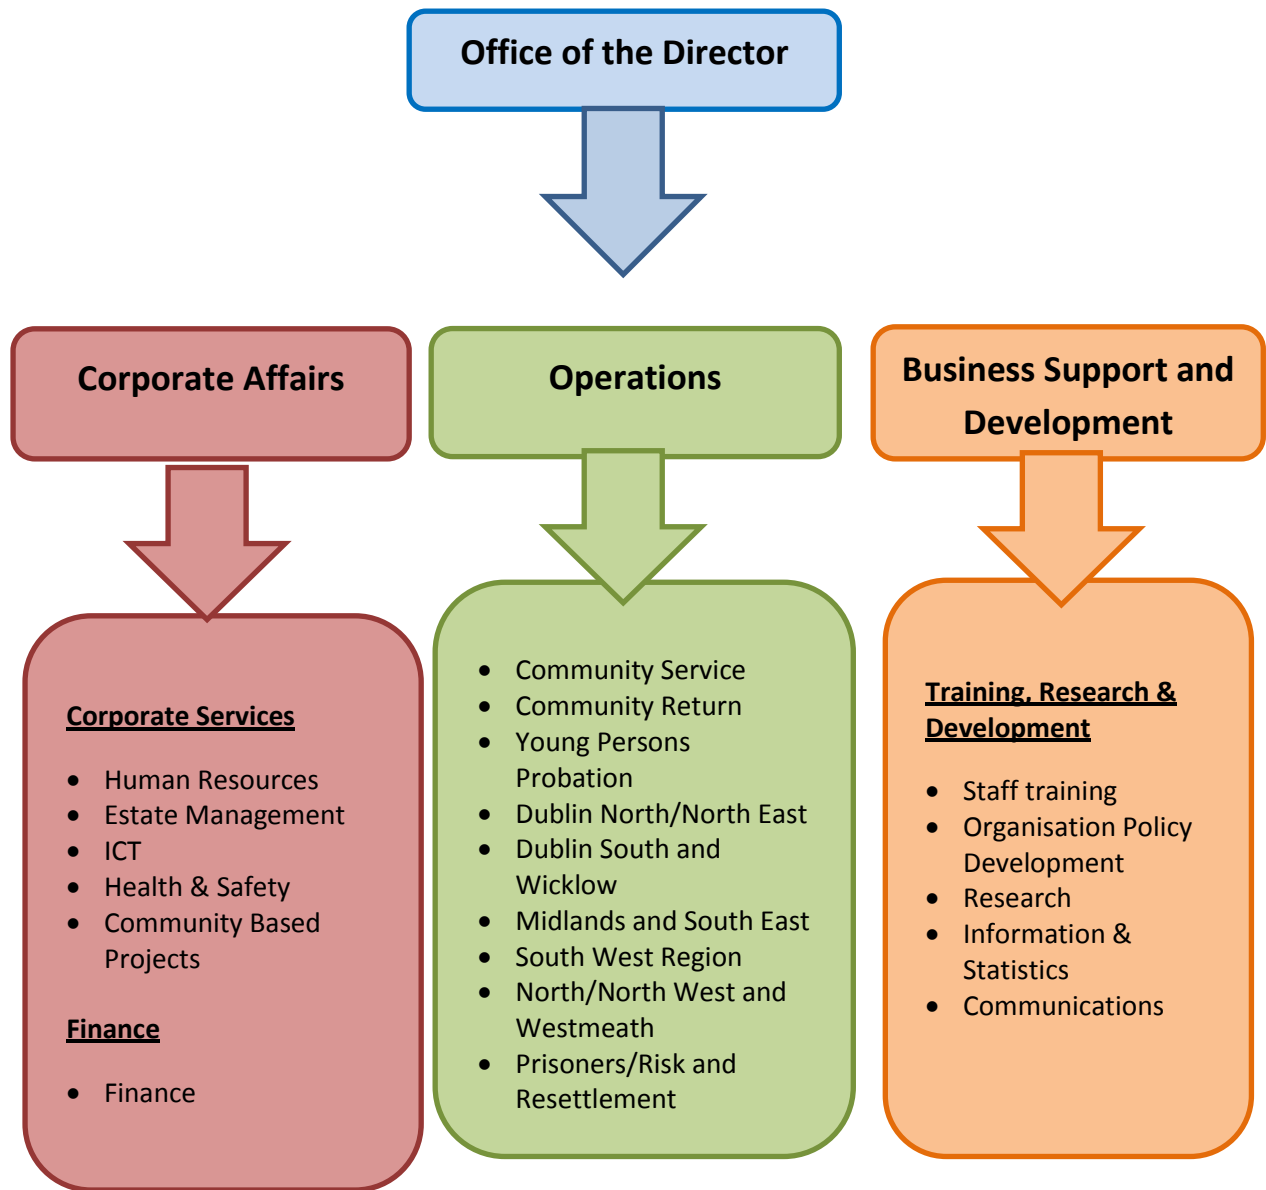 Office of the Director
Corporate Affairs
Operations
Business Support and
Development
Corporate Services
• Human Resources
• Estate Management
• ICT
• Health & Safety
• Community Based
Projects
Finance
• Finance
• Community Service
• Community Return
• Young Persons
Probation
• Dublin North/North East
• Dublin South and
Wicklow
• Midlands and South East
• South West Region
• North/North West and
Westmeath
• Prisoners/Risk and
Resettlement
Training, Research &
Development
• Staff training
• Organisation Policy
Development
• Research
• Information &
Statistics
• Communications